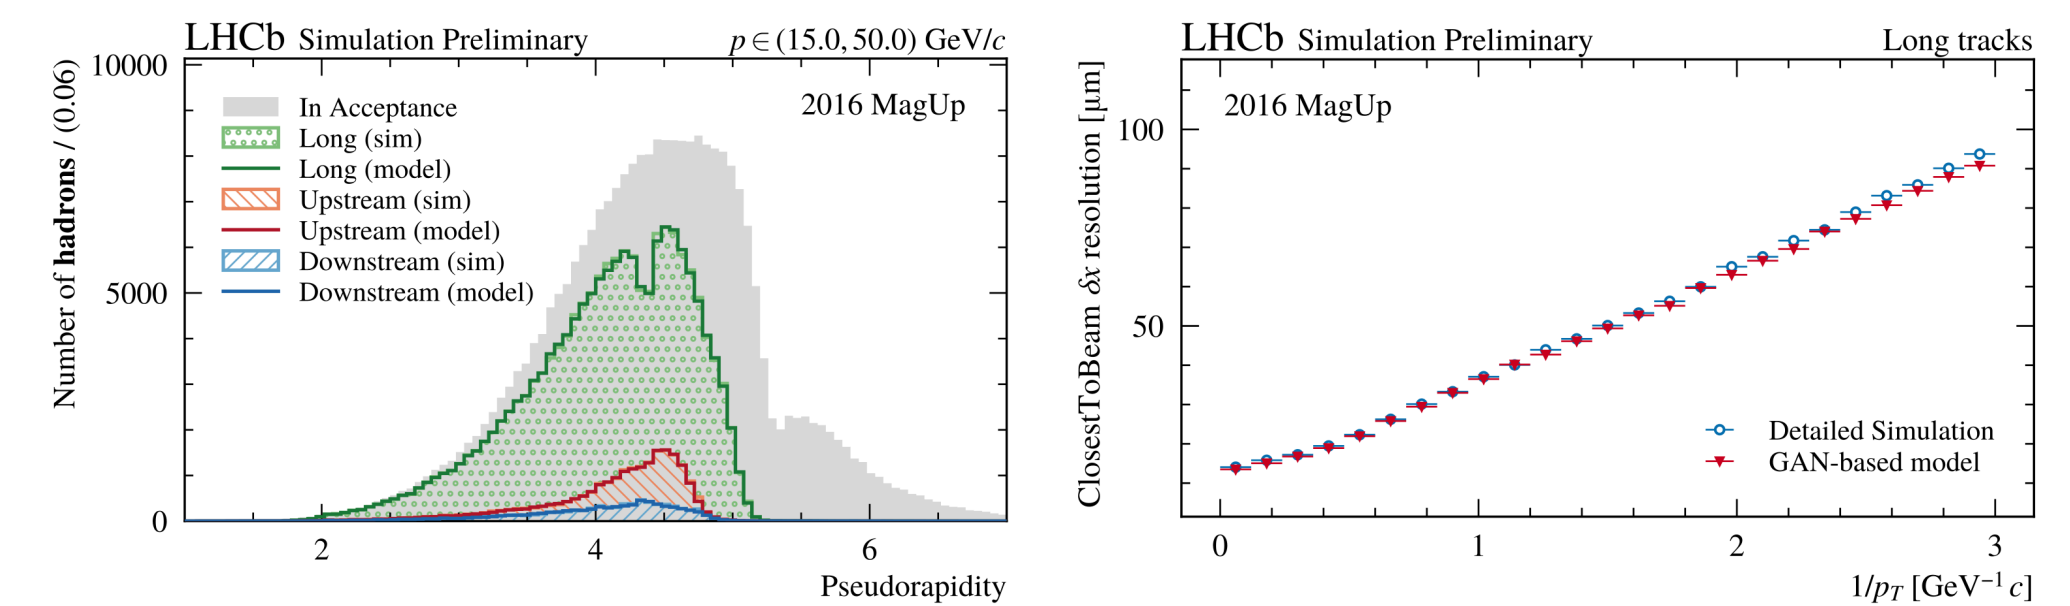 LHCb Simulation Preliminary
p ∈ (15.0, 50.0) GeV/c
2016 MagUp
Number of hadrons / (0.06)
10000
5000
0
In Acceptance
Long (sim)
Long (model)
Upstream (sim)
Upstream (model)
Downstream (sim)
Downstream (model)
2 4 6
Pseudorapidity
LHCb Simulation Preliminary
Long tracks
2016 MagUp
ClosestToBeam δx resolution [µm]
100
50
Detailed Simulation
GAN-based model
0 1 2 3
1/p_T [GeV⁻¹ c]